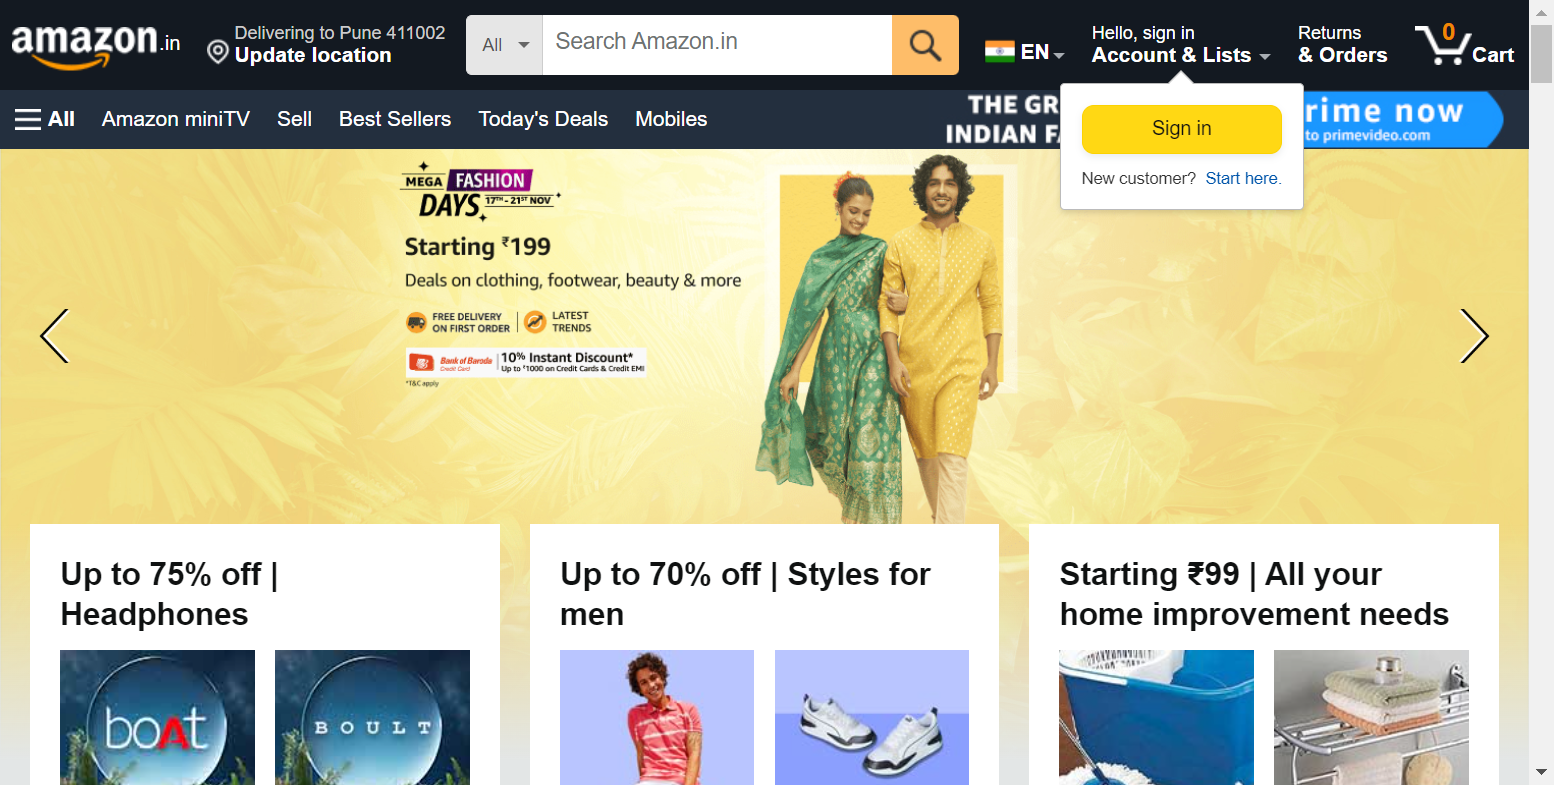 amazon.in
Delivering to Pune 411002
Update location
All
Search Amazon.in
EN
Hello, sign in
Account & Lists
Returns
& Orders
0
Cart
All
Amazon miniTV
Sell
Best Sellers
Today's Deals
Mobiles
THE GR
INDIAN FA
rime now
to primevideo.com
Sign in
New customer? Start here.
MEGA FASHION
DAYS 17TH - 21ST NOV
Starting ₹199
Deals on clothing, footwear, beauty & more
FREE DELIVERY
ON FIRST ORDER
LATEST
TRENDS
Bank of Baroda
Credit Card
10% Instant Discount*
Up to ₹1000 on Credit Cards & Credit EMI
*T&C apply
Up to 75% off |
Headphones
Up to 70% off | Styles for
men
Starting ₹99 | All your
home improvement needs
boAt
BOULT